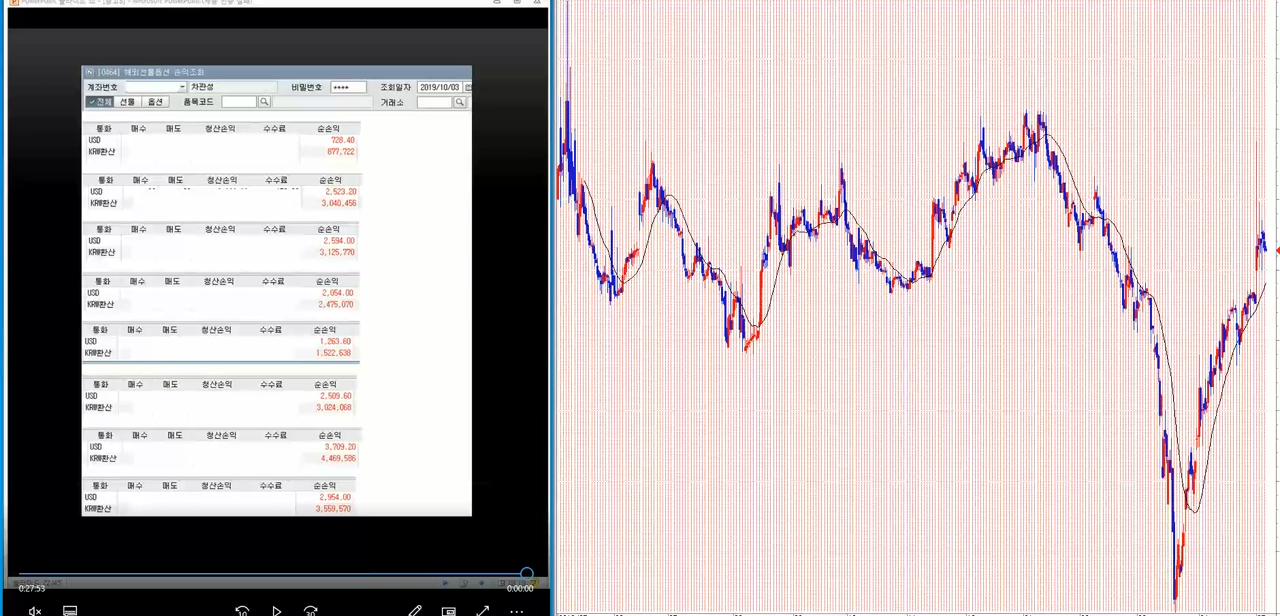 [0464] 해외선물옵션 손익조회
계좌번호 차판성 비밀번호 **** 조회일자 2019/10/03
전체 선물 옵션 품목코드 거래소
통화 매수 매도 청산손익 수수료 순손익
USD 728.40
KRW환산 877,722
통화 매수 매도 청산손익 수수료 순손익
USD 2,523.20
KRW환산 3,040,456
통화 매수 매도 청산손익 수수료 순손익
USD 2,594.00
KRW환산 3,125,770
통화 매수 매도 청산손익 수수료 순손익
USD 2,054.00
KRW환산 2,475,070
통화 매수 매도 청산손익 수수료 순손익
USD 1,263.60
KRW환산 1,522,638
통화 매수 매도 청산손익 수수료 순손익
USD 2,509.60
KRW환산 3,024,068
통화 매수 매도 청산손익 수수료 순손익
USD 3,709.20
KRW환산 4,469,586
통화 매수 매도 청산손익 수수료 순손익
USD 2,954.00
KRW환산 3,559,570
0:27:53 0:00:00
10 30